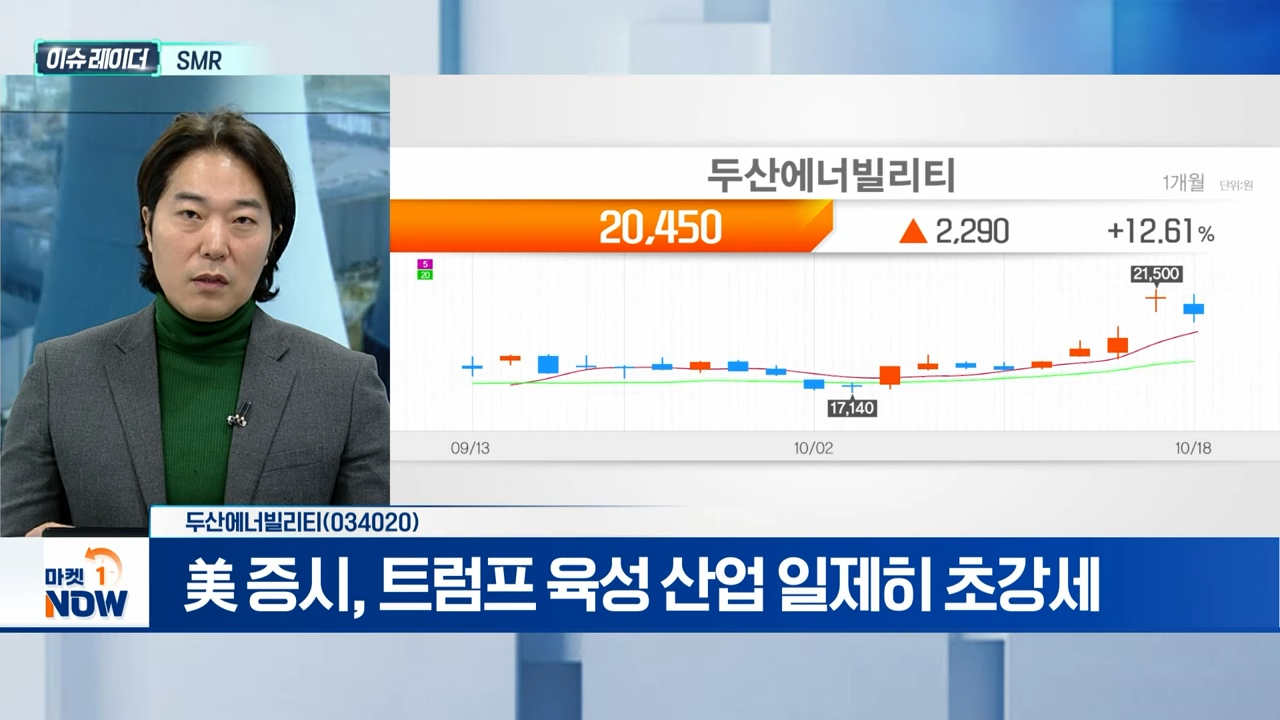 이슈 레이더 SMR
두산에너빌리티
1개월 단위:원
20,450 ▲ 2,290 +12.61%
5
20
21,500
17,140
09/13 10/02 10/18
두산에너빌리티(034020)
마켓 1
NOW
美 증시, 트럼프 육성 산업 일제히 초강세